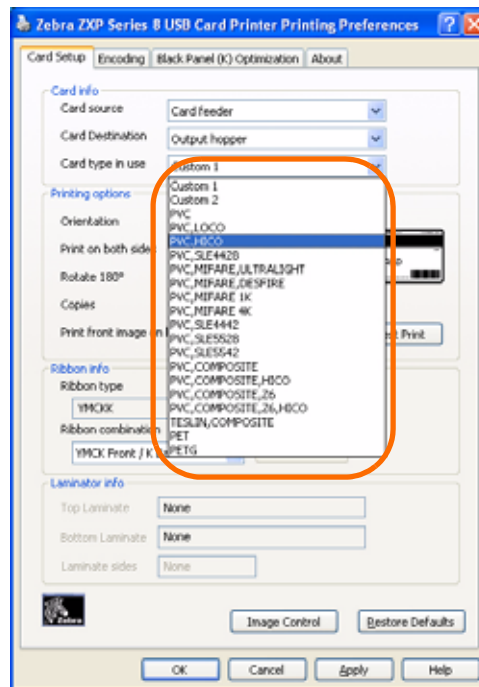 Zebra ZXP Series 8 USB Card Printer Printing Preferences
Card Setup Encoding Black Panel (K) Optimization About
Card info
Card source Card feeder
Card Destination Output hopper
Card type in use Custom 1
Custom 1
Custom 2
PVC
PVC,LOCO
PVC,HICO
PVC,SLE4428
PVC,MIFARE,ULTRALIGHT
PVC,MIFARE,DESFIRE
PVC,MIFARE 1K
PVC,MIFARE 4K
PVC,SLE4442
PVC,SLE5528
PVC,SLE5542
PVC,COMPOSITE
PVC,COMPOSITE,HICO
PVC,COMPOSITE,Z6
PVC,COMPOSITE,Z6,HICO
TESLIN,COMPOSITE
PET
PETG
Printing options
Orientation
Print on both sides
Rotate 180°
Copies
Print front image on
Print
Ribbon info
Ribbon type
YMCKK
Ribbon combination
YMCK Front / K
Laminator info
Top Laminate None
Bottom Laminate None
Laminate sides None
Zebra
Image Control Restore Defaults
OK Cancel Apply Help